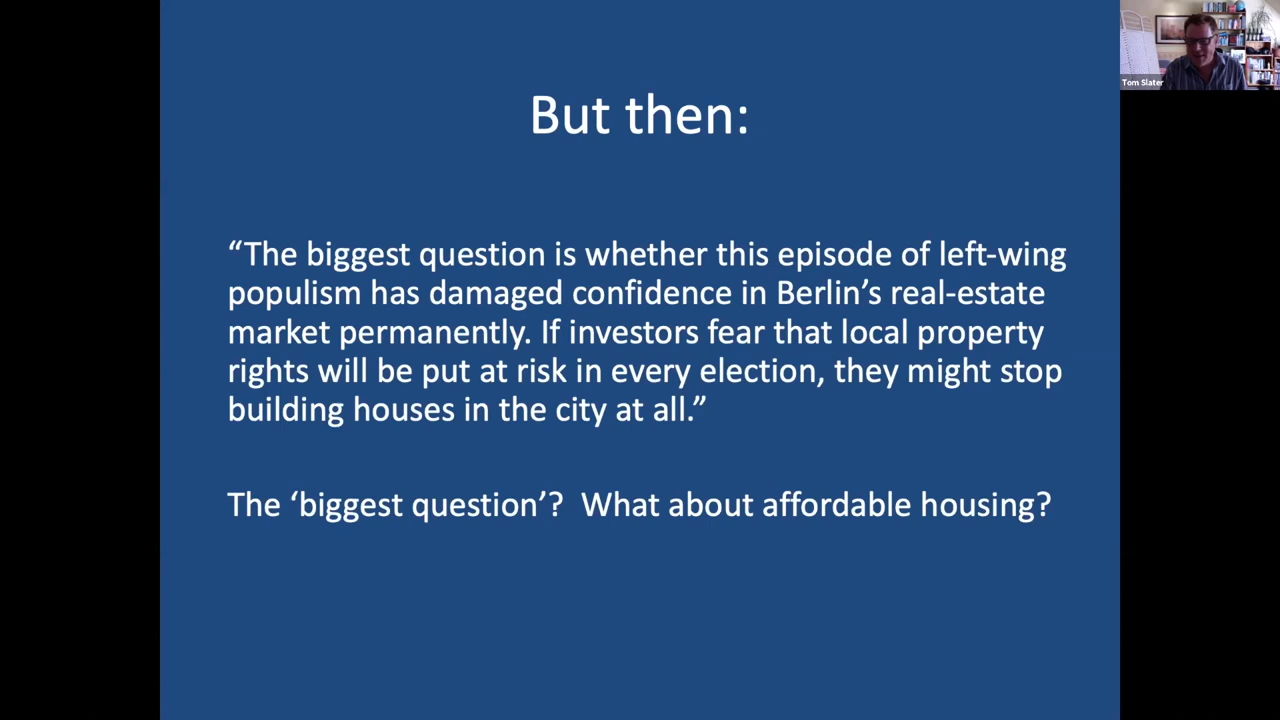 But then:
“The biggest question is whether this episode of left-wing
populism has damaged confidence in Berlin’s real-estate
market permanently. If investors fear that local property
rights will be put at risk in every election, they might stop
building houses in the city at all.”
The ‘biggest question’?  What about affordable housing?
Tom Slater